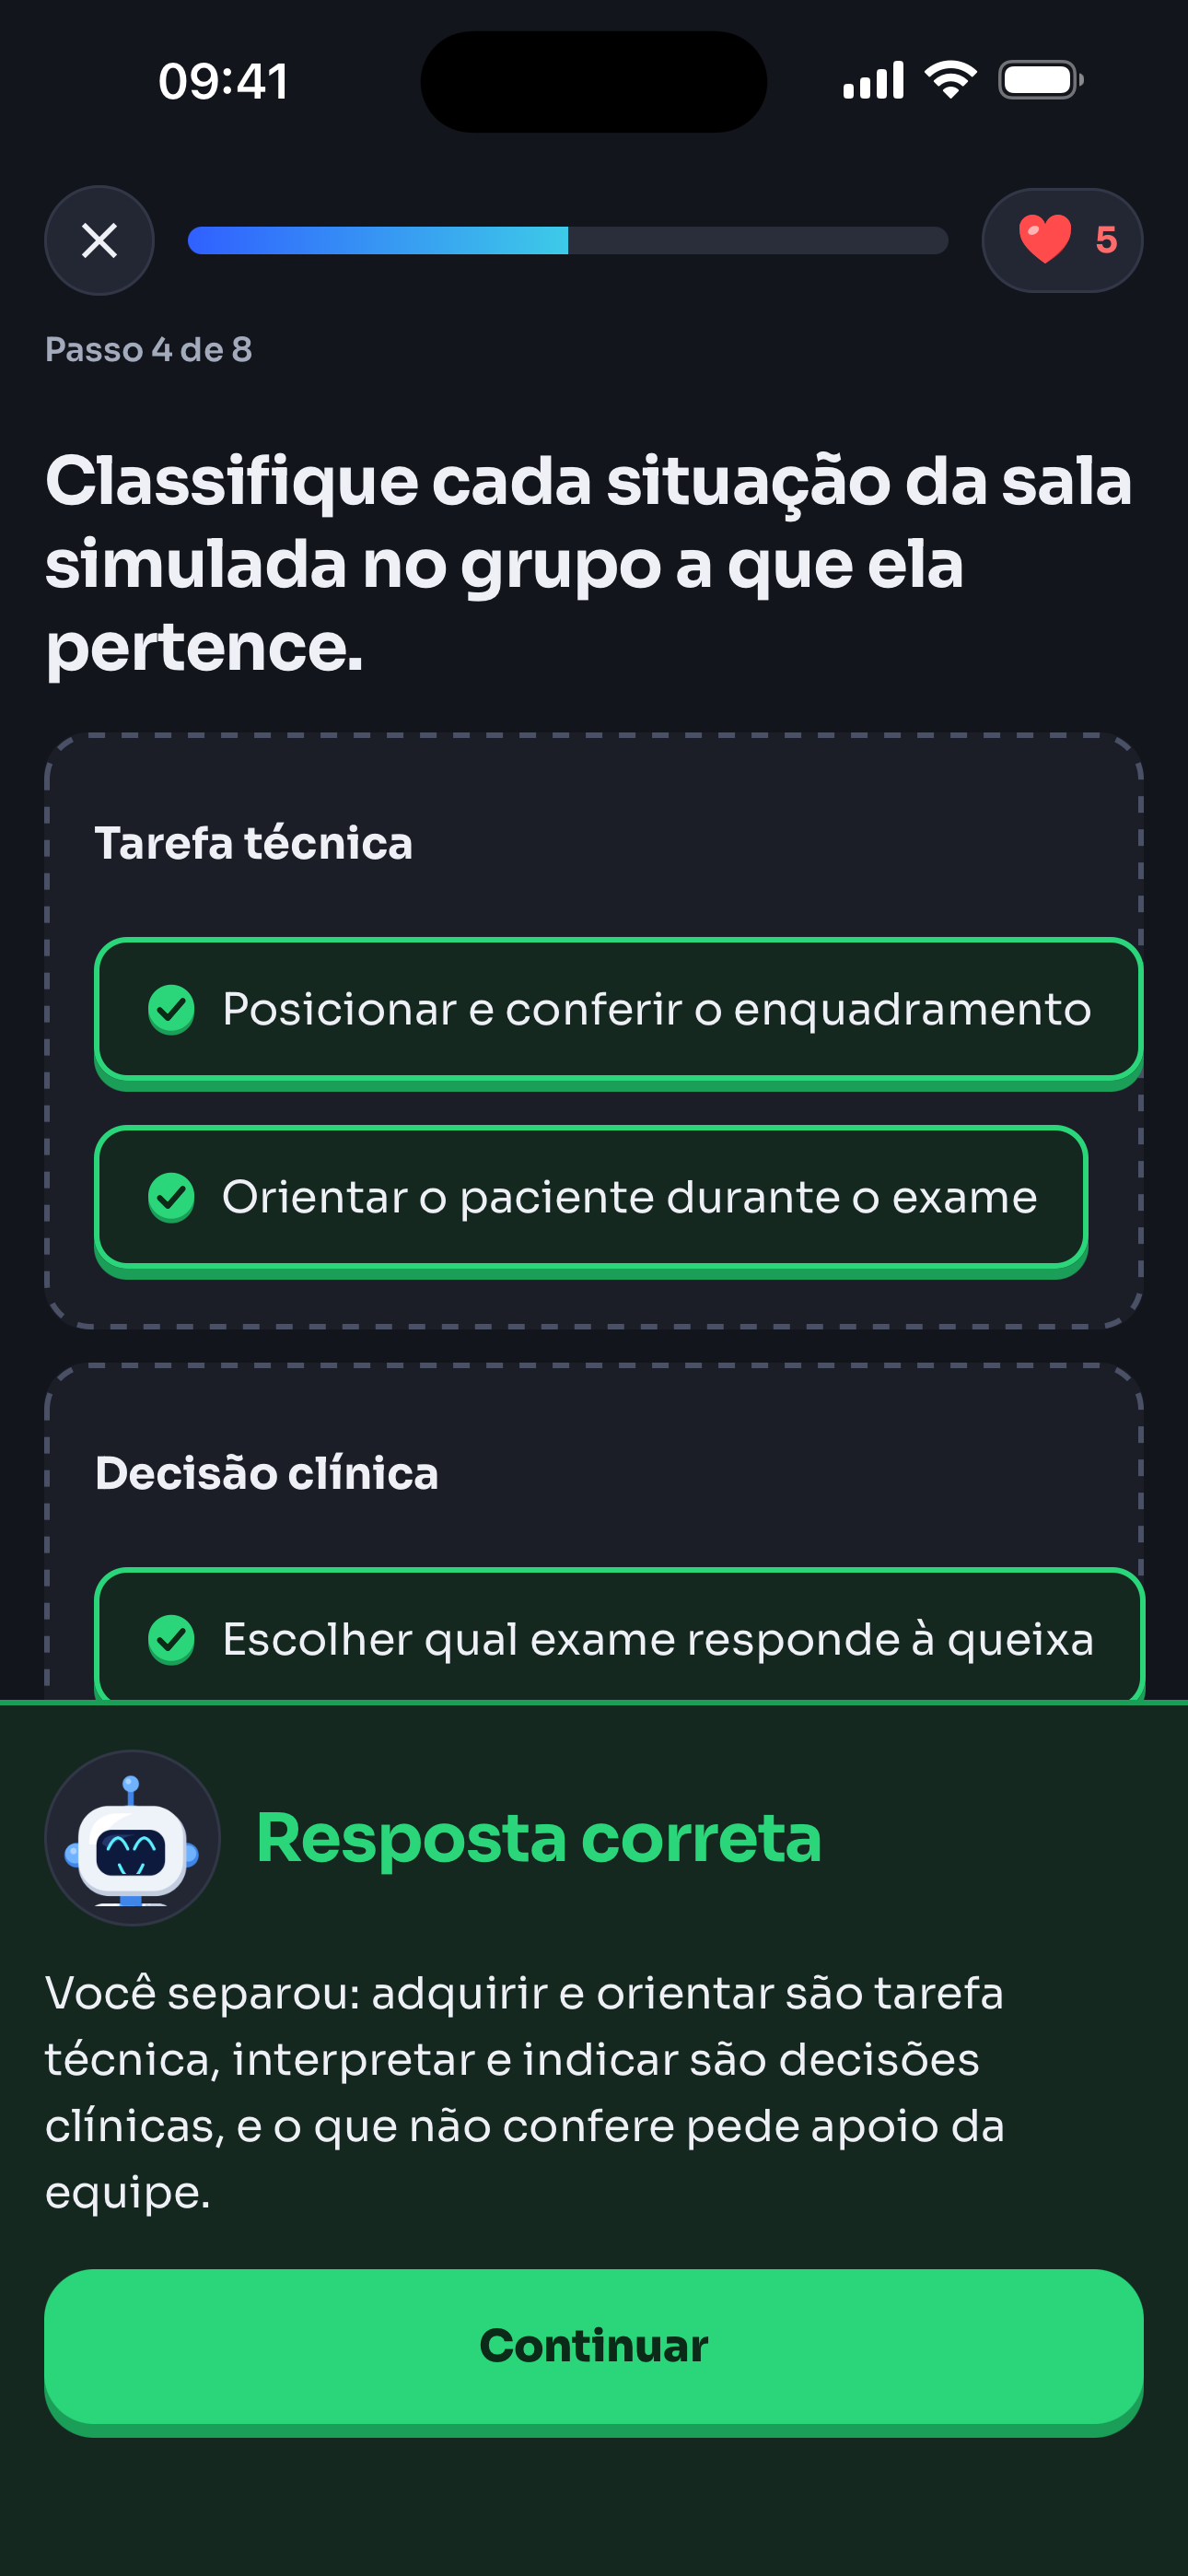 09:41
5
Passo 4 de 8
Classifique cada situação da sala
simulada no grupo a que ela
pertence.
Tarefa técnica
Posicionar e conferir o enquadramento
Orientar o paciente durante o exame
Decisão clínica
Escolher qual exame responde à queixa
Resposta correta
Você separou: adquirir e orientar são tarefa
técnica, interpretar e indicar são decisões
clínicas, e o que não confere pede apoio da
equipe.
Continuar